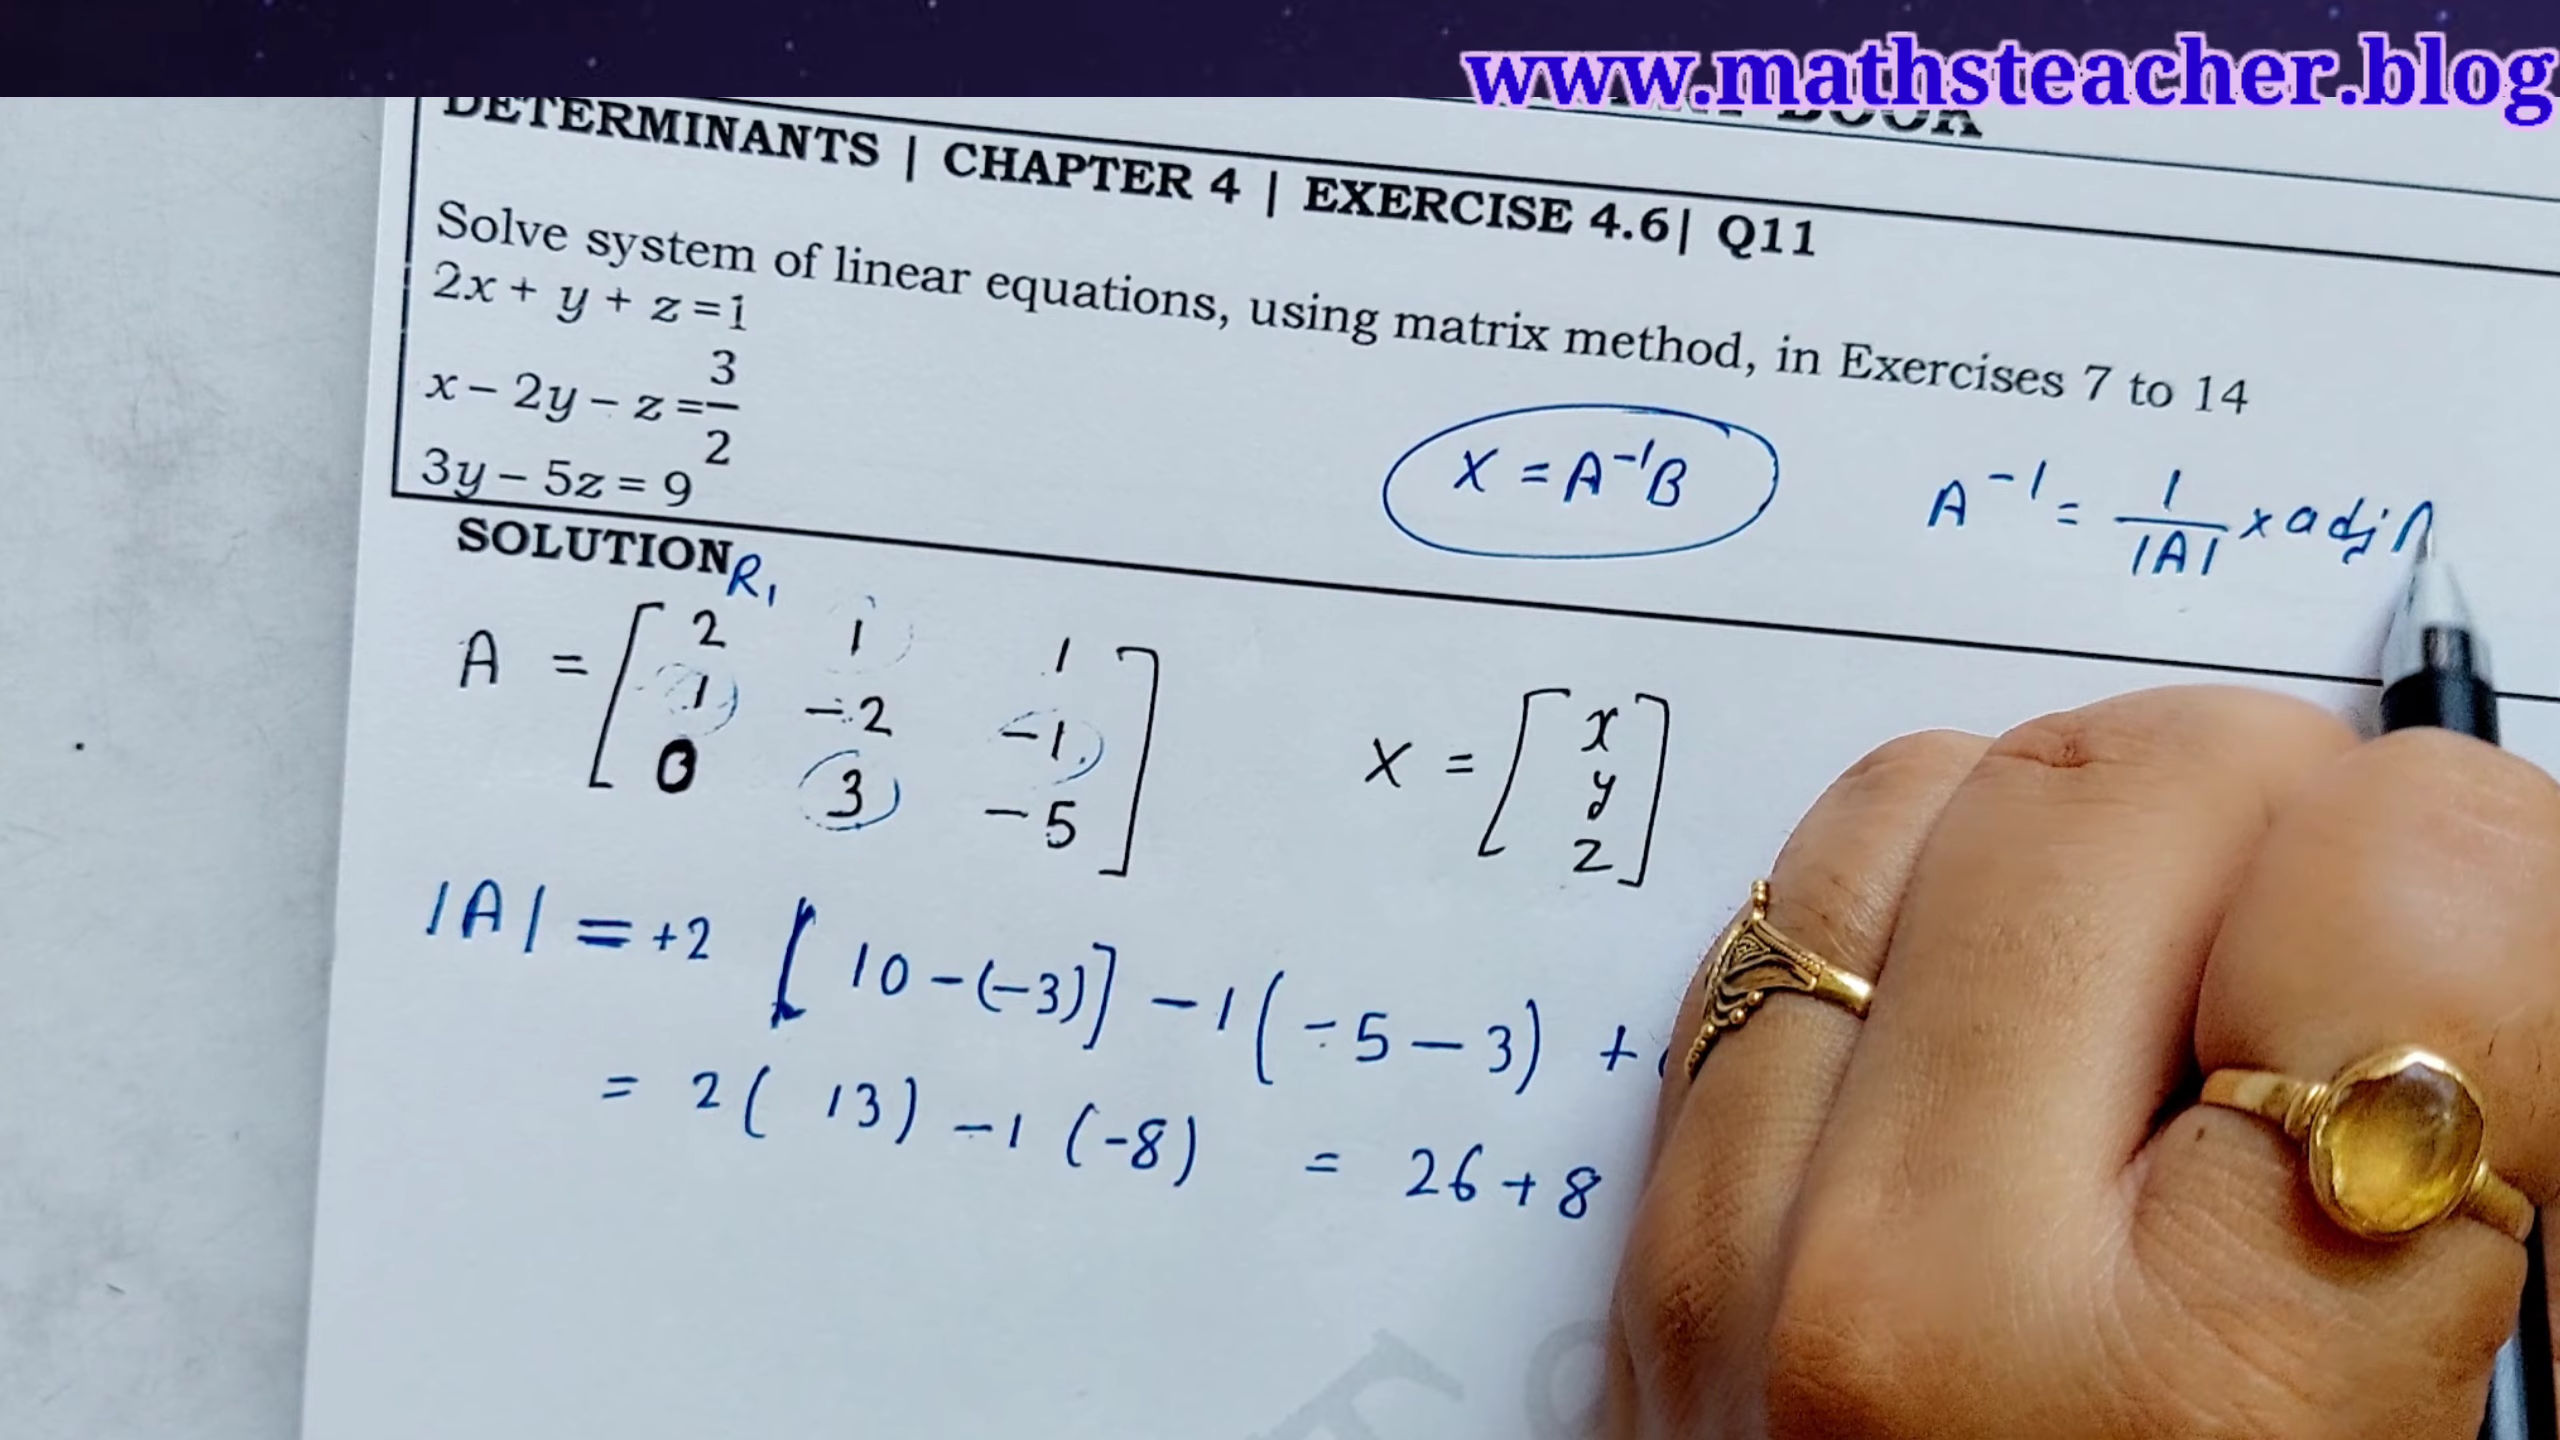 www.mathsteacher.blog
DETERMINANTS | CHAPTER 4 | EXERCISE 4.6| Q11
Solve system of linear equations, using matrix method, in Exercises 7 to 14
2x + y + z = 1
x – 2y – z = 3/2
3y – 5z = 9
X = A⁻¹B
A⁻¹ = 1/|A| × adj A
SOLUTION
R₁
A = [ 2 1 1
1 -2 -1
0 3 -5 ]
X = [ x
y
z ]
|A| = +2 [ 10 - (-3)] - 1 ( -5 - 3) +
= 2 ( 13) - 1 (-8) = 26 + 8